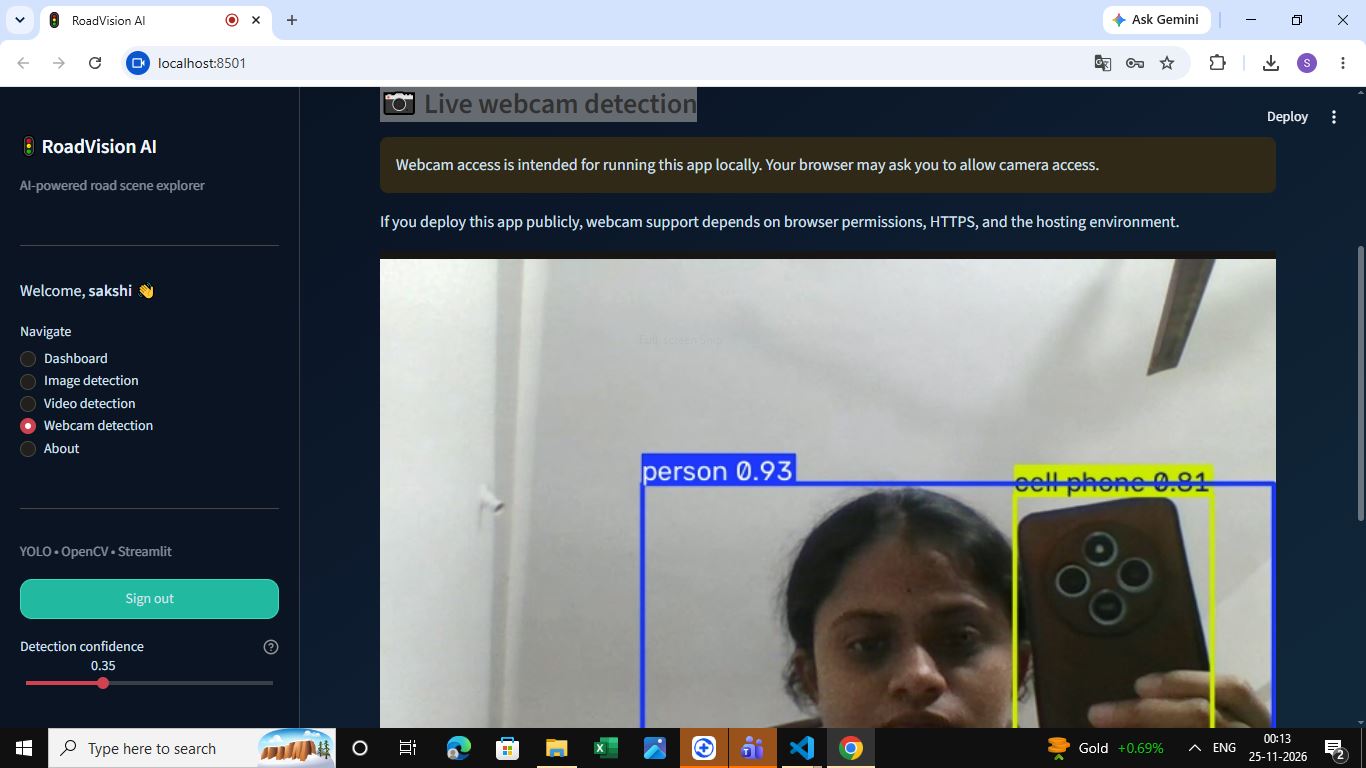 RoadVision AI
Ask Gemini
localhost:8501
S
RoadVision AI
AI-powered road scene explorer
Welcome, sakshi 👋
Navigate
Dashboard
Image detection
Video detection
Webcam detection
About
YOLO • OpenCV • Streamlit
Sign out
Detection confidence
0.35
Deploy
📷 Live webcam detection
Webcam access is intended for running this app locally. Your browser may ask you to allow camera access.
If you deploy this app publicly, webcam support depends on browser permissions, HTTPS, and the hosting environment.
Full-screen Snip
person 0.93
cell phone 0.81
Type here to search
Gold +0.69%
ENG
00:13
25-11-2026
2